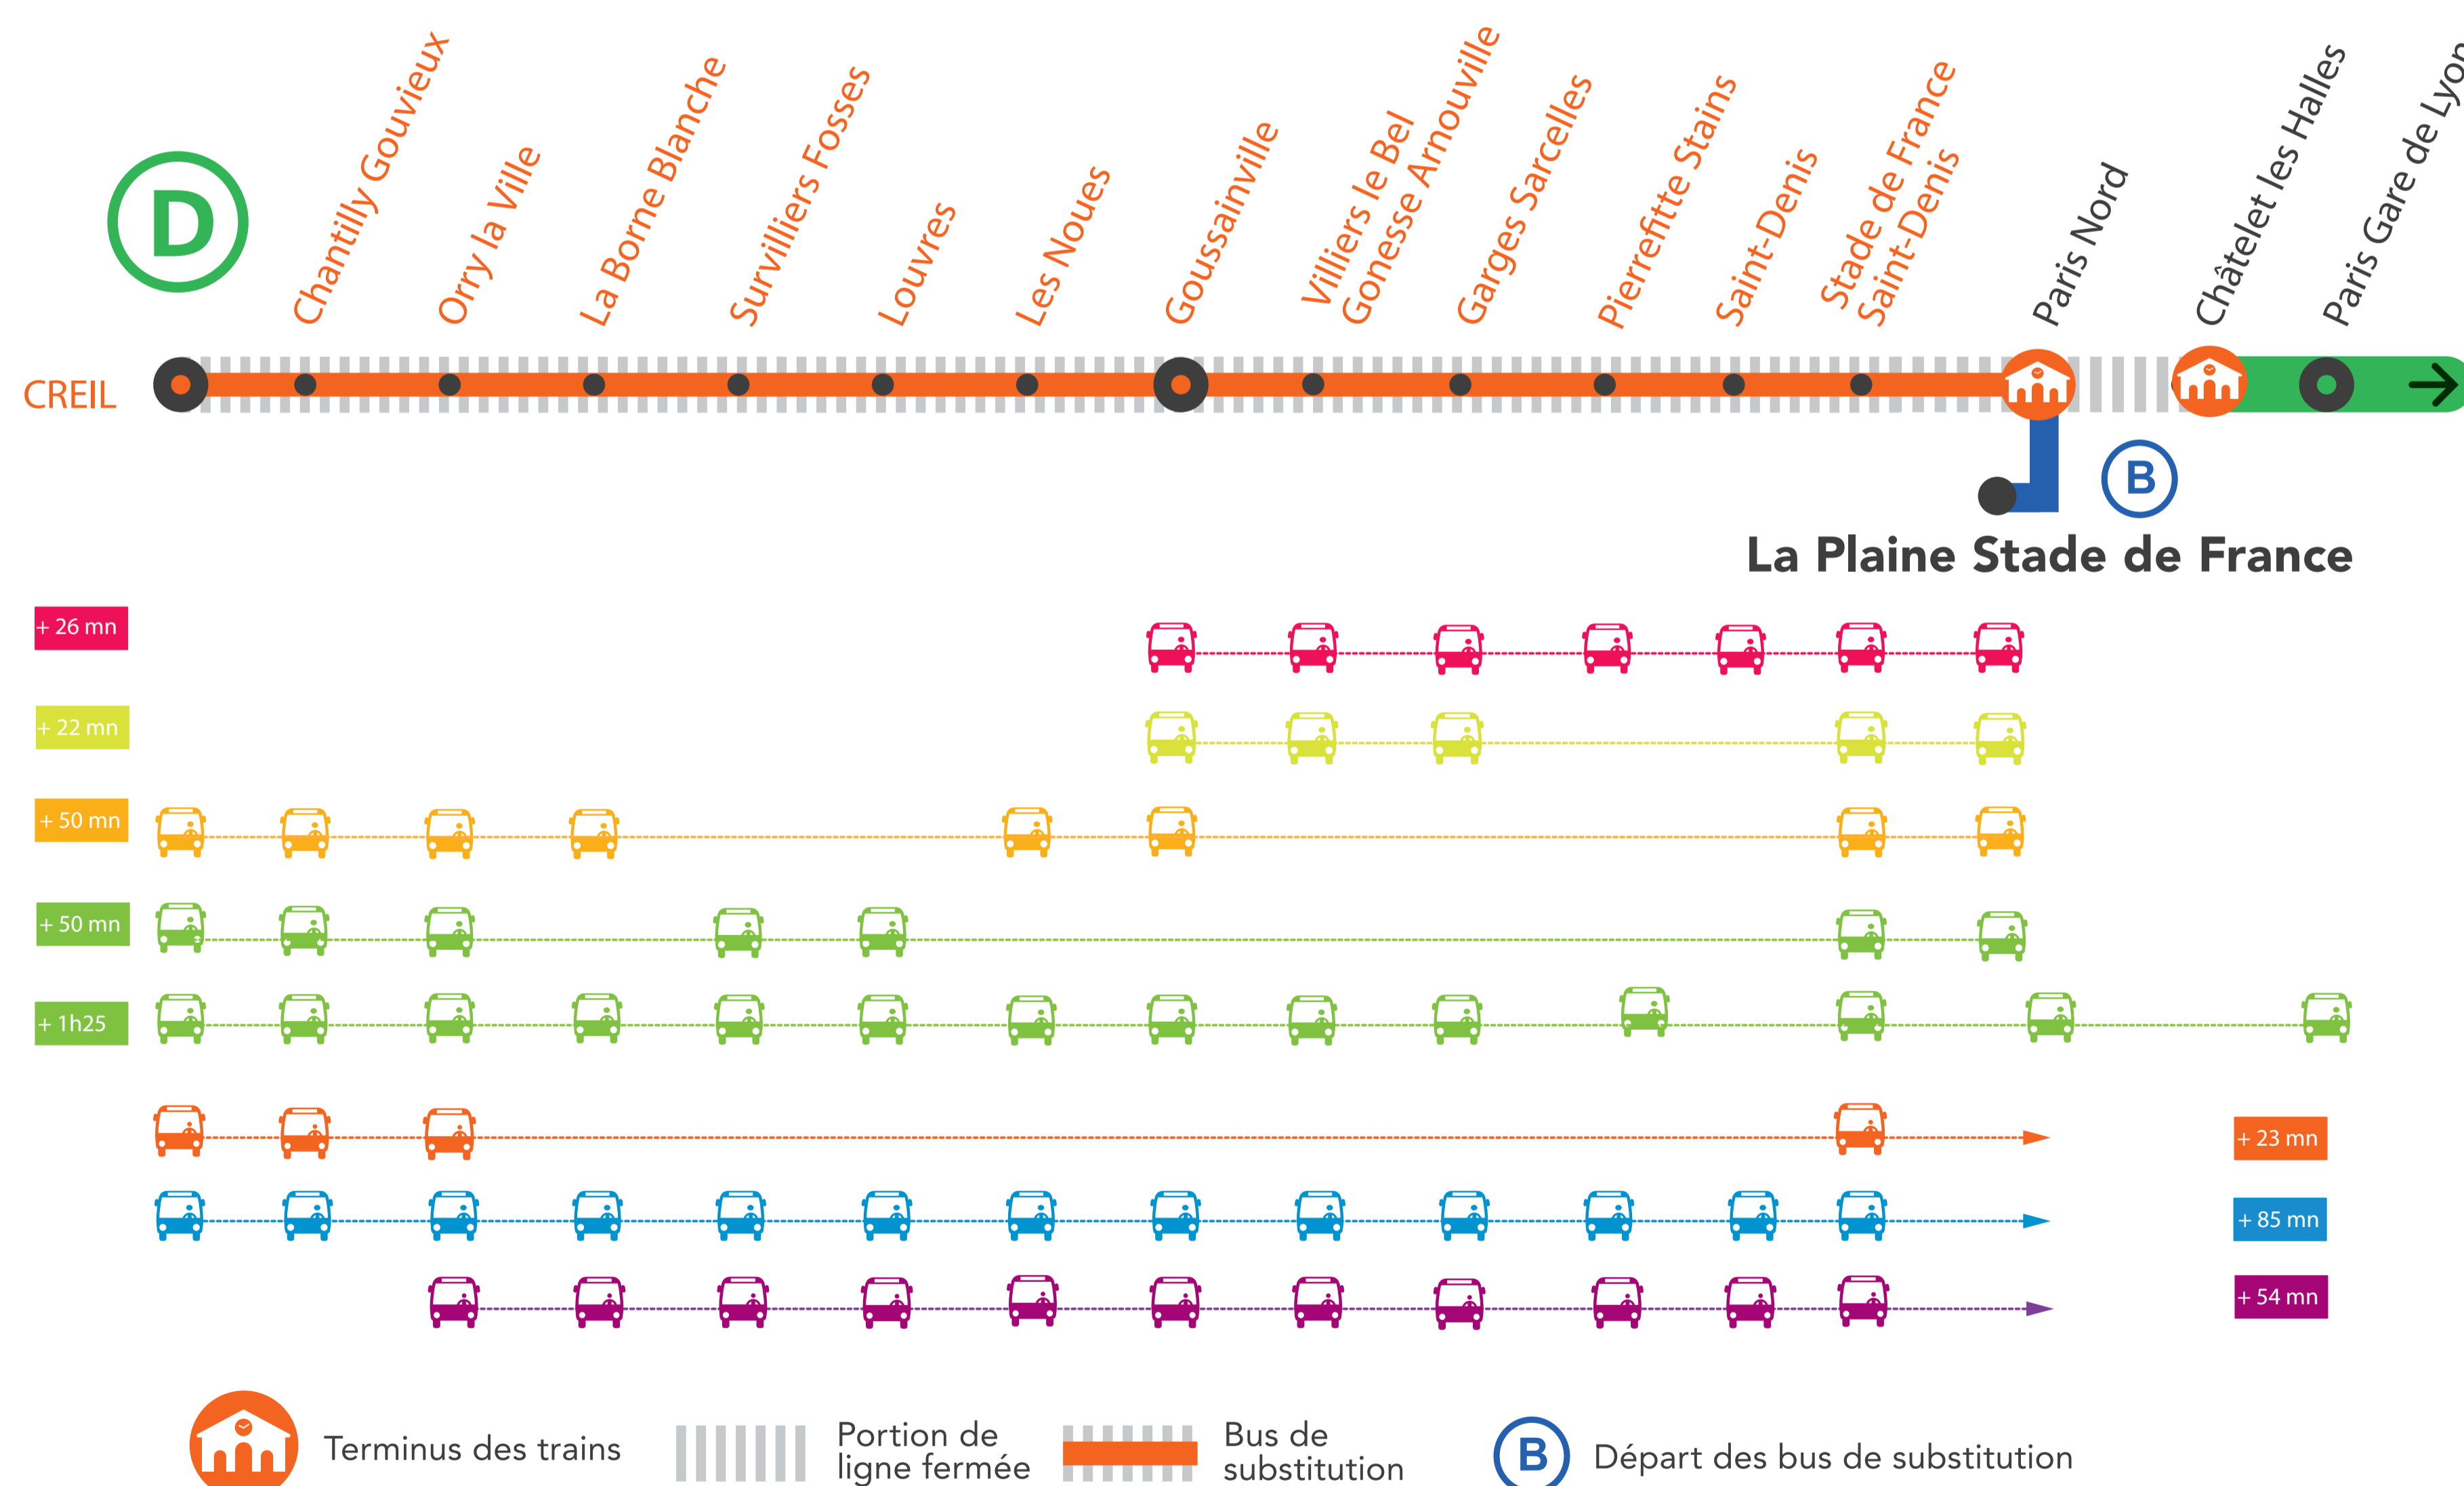 D
Chantilly Gouvieux
Orry la Ville
La Borne Blanche
Survilliers Fosses
Louvres
Les Noues
Goussainville
Villiers le Bel
Gonesse Arnouville
Garges Sarcelles
Pierrefitte Stains
Saint-Denis
Stade de France
Saint-Denis
Paris Nord
Châtelet les Halles
Paris Gare de Lyon
CREIL
B
La Plaine Stade de France
+ 26 mn
+ 22 mn
+ 50 mn
+ 50 mn
+ 1h25
+ 23 mn
+ 85 mn
+ 54 mn
Terminus des trains
Portion de
ligne fermée
Bus de
substitution
B
Départ des bus de substitution